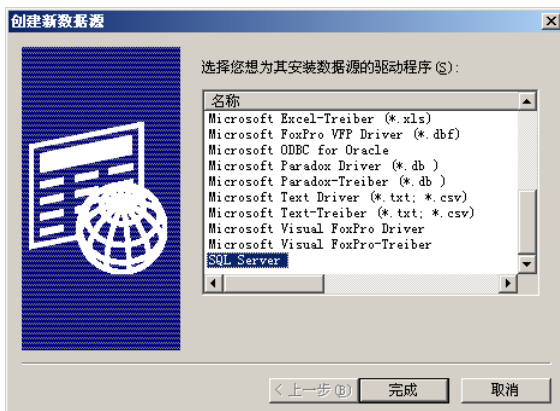 创建新数据源
选择您想为其安装数据源的驱动程序(S):
名称
Microsoft Excel-Treiber (*.xls)
Microsoft FoxPro VFP Driver (*.dbf)
Microsoft ODBC for Oracle
Microsoft Paradox Driver (*.db )
Microsoft Paradox-Treiber (*.db )
Microsoft Text Driver (*.txt; *.csv)
Microsoft Text-Treiber (*.txt; *.csv)
Microsoft Visual FoxPro Driver
Microsoft Visual FoxPro-Treiber
SQL Server
< 上一步(B) 完成 取消